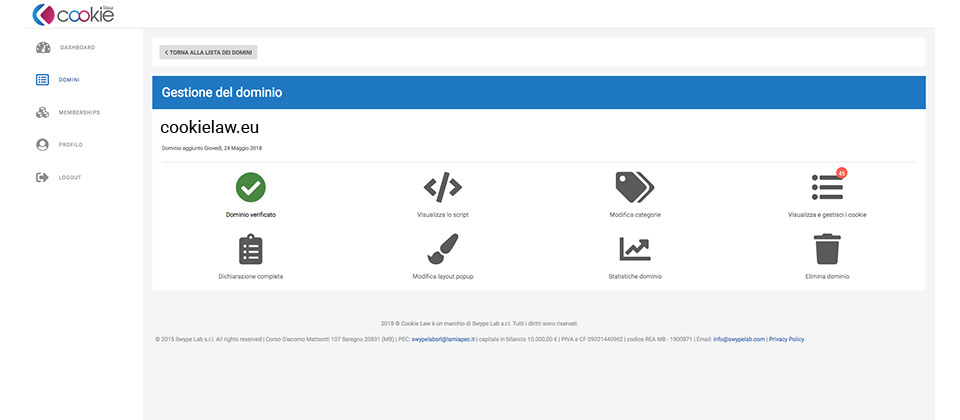 cookie law
DASHBOARD
DOMINI
MEMBERSHIPS
PROFILO
LOGOUT
< TORNA ALLA LISTA DEI DOMINI
Gestione del dominio
cookielaw.eu
Dominio aggiunto Giovedì, 24 Maggio 2018
Dominio verificato
Visualizza lo script
Modifica categorie
45
Visualizza e gestisci i cookie
Dichiarazione completa
Modifica layout popup
Statistiche dominio
Elimina dominio
2018 © Cookie Law è un marchio di Swype Lab s.r.l. Tutti i diritti sono riservati.
© 2015 Swype Lab s.r.l. All rights reserved | Corso Giacomo Matteotti 107 Seregno 20831 (MB) | PEC: swypelabsrl@lamiapec.it | capitale in bilancio 10.000,00 € | PIVA e CF 09021440962 | codice REA MB - 1900871 | Email: info@swypelab.com | Privacy Policy